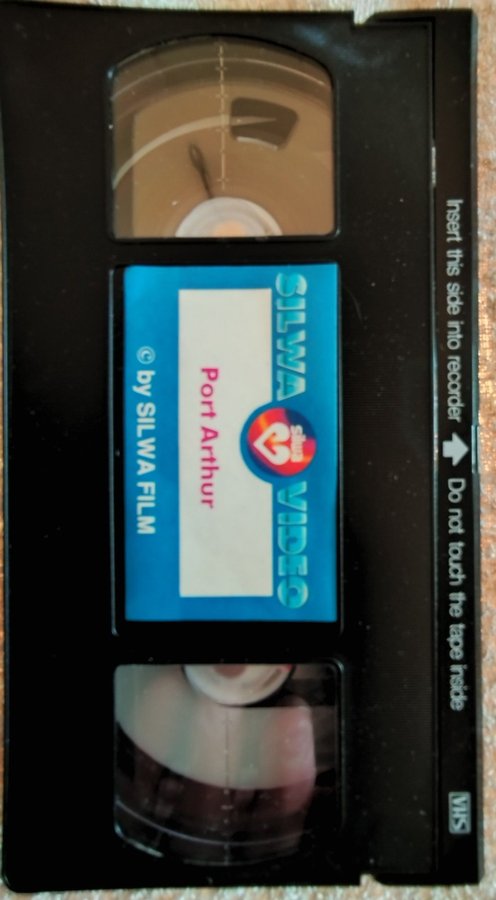 Insert this side into recorder Do not touch the tape inside
VHS
SILWA VIDEO
silwa
Port Arthur
© by SILWA FILM